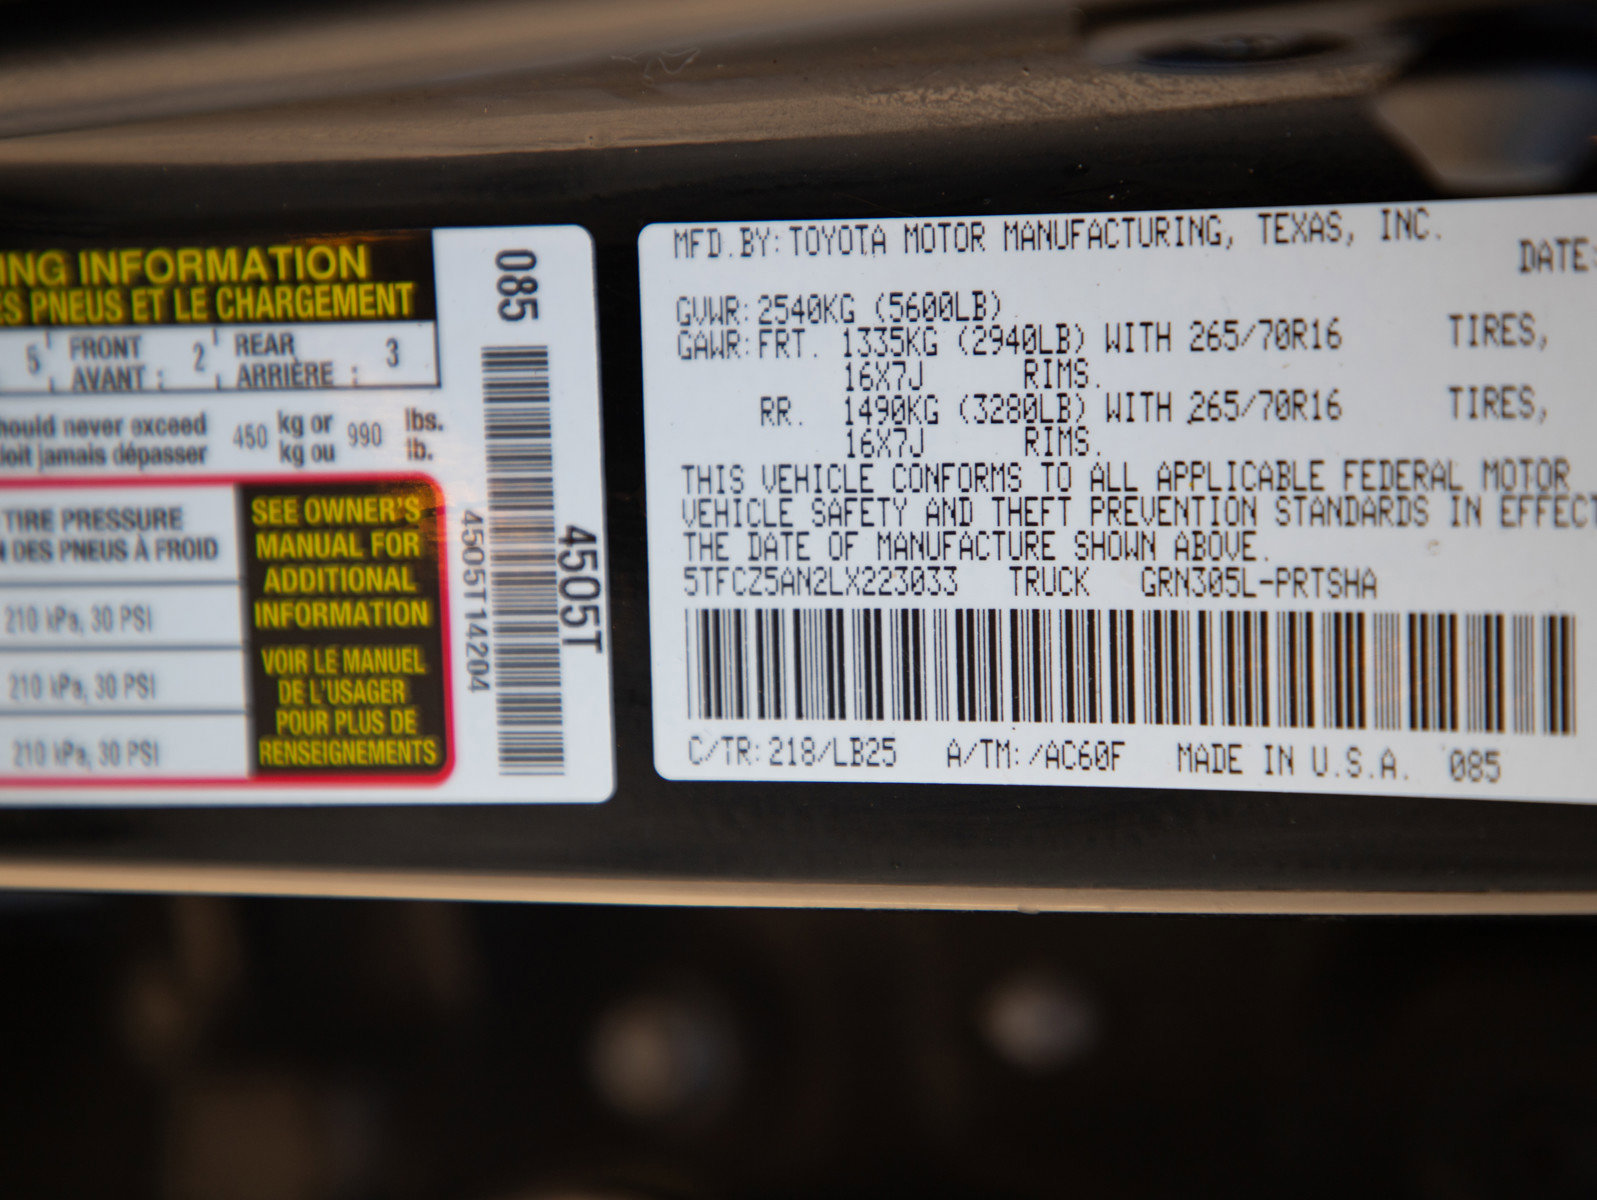 ING INFORMATION
ES PNEUS ET LE CHARGEMENT
5 FRONT 2 REAR 3
AVANT : ARRIÈRE :
hould never exceed 450 kg or 990 lbs.
doit jamais dépasser kg ou lb.
TIRE PRESSURE
N DES PNEUS À FROID
210 kPa, 30 PSI
210 kPa, 30 PSI
210 kPa, 30 PSI
SEE OWNER'S
MANUAL FOR
ADDITIONAL
INFORMATION
VOIR LE MANUEL
DE L'USAGER
POUR PLUS DE
RENSEIGNEMENTS
085
4505T14204
4505T
MFD.BY:TOYOTA MOTOR MANUFACTURING, TEXAS, INC.
DATE:
GVWR:2540KG (5600LB)
GAWR:FRT. 1335KG (2940LB) WITH 265/70R16 TIRES,
16X7J RIMS.
RR. 1490KG (3280LB) WITH 265/70R16 TIRES,
16X7J RIMS.
THIS VEHICLE CONFORMS TO ALL APPLICABLE FEDERAL MOTOR
VEHICLE SAFETY AND THEFT PREVENTION STANDARDS IN EFFECT
THE DATE OF MANUFACTURE SHOWN ABOVE.
5TFCZ5AN2LX223033 TRUCK GRN305L-PRTSHA
C/TR:218/LB25 A/TM:/AC60F MADE IN U.S.A. 085